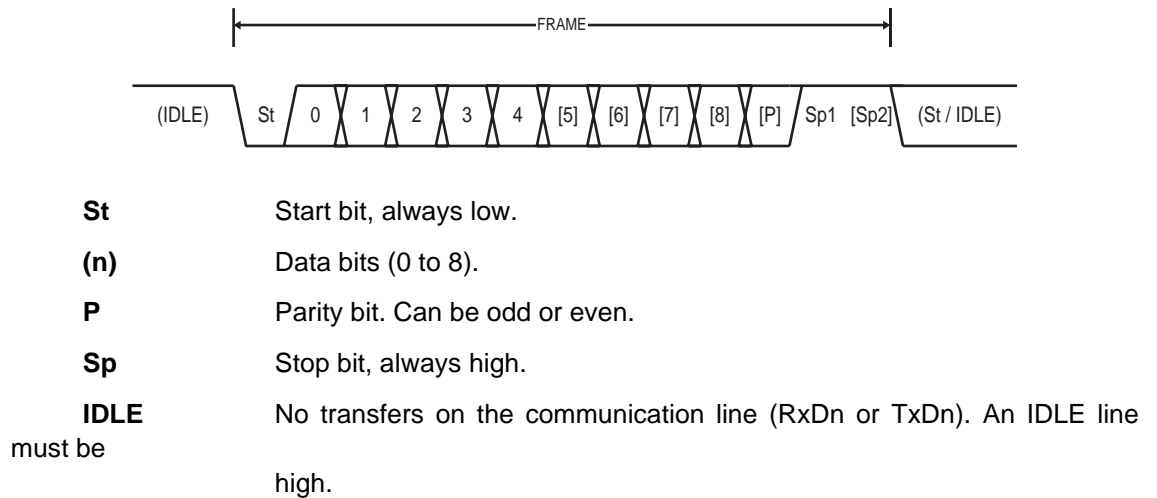 FRAME
(IDLE) St 0 1 2 3 4 [5] [6] [7] [8] [P] Sp1 [Sp2] (St / IDLE)
St Start bit, always low.
(n) Data bits (0 to 8).
P Parity bit. Can be odd or even.
Sp Stop bit, always high.
IDLE No transfers on the communication line (RxDn or TxDn). An IDLE line
must be
high.